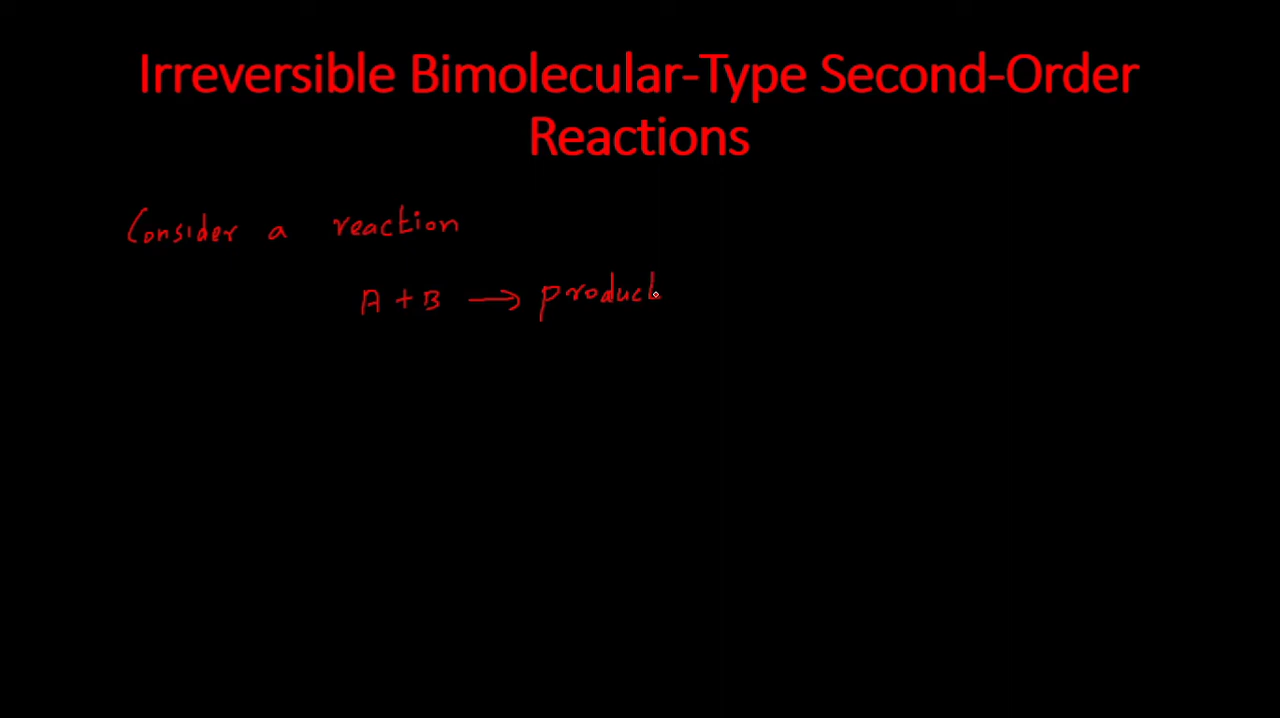 Irreversible Bimolecular-Type Second-Order
Reactions
Consider a reaction
A + B ⟶ product